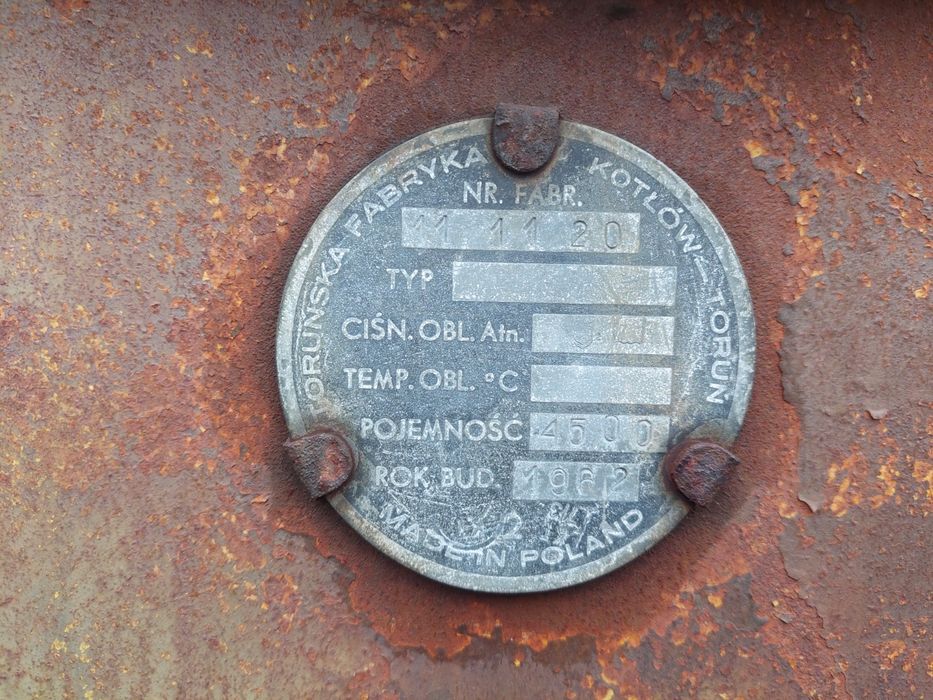 TORUŃSKA FABRYKA KOTŁÓW – TORUŃ
NR. FABR.
11 11 20
TYP
CIŚN. OBL. Atn.
TEMP. OBL. °C
POJEMNOŚĆ 4500
ROK. BUD. 1962
MADE IN POLAND